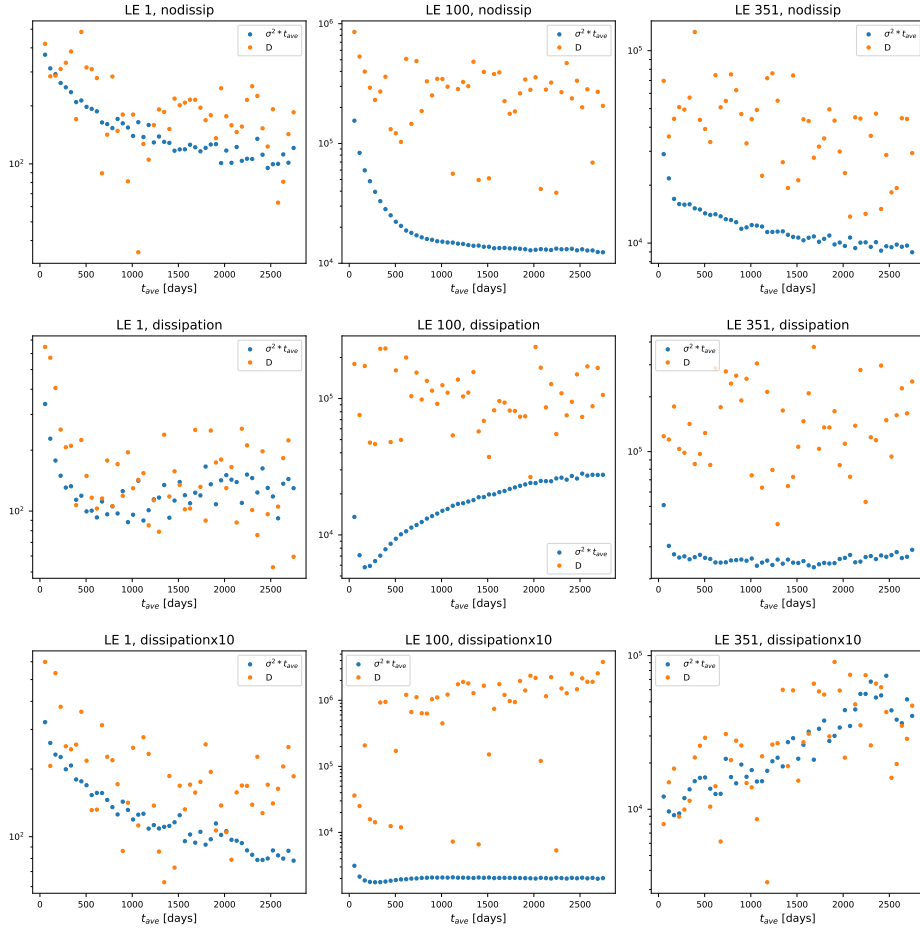 LE 1, nodissip
σ² * t_ave
D
10²
0 500 1000 1500 2000 2500
t_ave [days]
LE 100, nodissip
σ² * t_ave
D
10⁶
10⁵
10⁴
0 500 1000 1500 2000 2500
t_ave [days]
LE 351, nodissip
σ² * t_ave
D
10⁵
10⁴
0 500 1000 1500 2000 2500
t_ave [days]
LE 1, dissipation
σ² * t_ave
D
10²
0 500 1000 1500 2000 2500
t_ave [days]
LE 100, dissipation
10⁵
10⁴
σ² * t_ave
D
0 500 1000 1500 2000 2500
t_ave [days]
LE 351, dissipation
σ² * t_ave
D
10⁵
0 500 1000 1500 2000 2500
t_ave [days]
LE 1, dissipationx10
σ² * t_ave
D
10²
0 500 1000 1500 2000 2500
t_ave [days]
LE 100, dissipationx10
σ² * t_ave
D
10⁶
10⁵
10⁴
0 500 1000 1500 2000 2500
t_ave [days]
LE 351, dissipationx10
10⁵
σ² * t_ave
D
10⁴
0 500 1000 1500 2000 2500
t_ave [days]